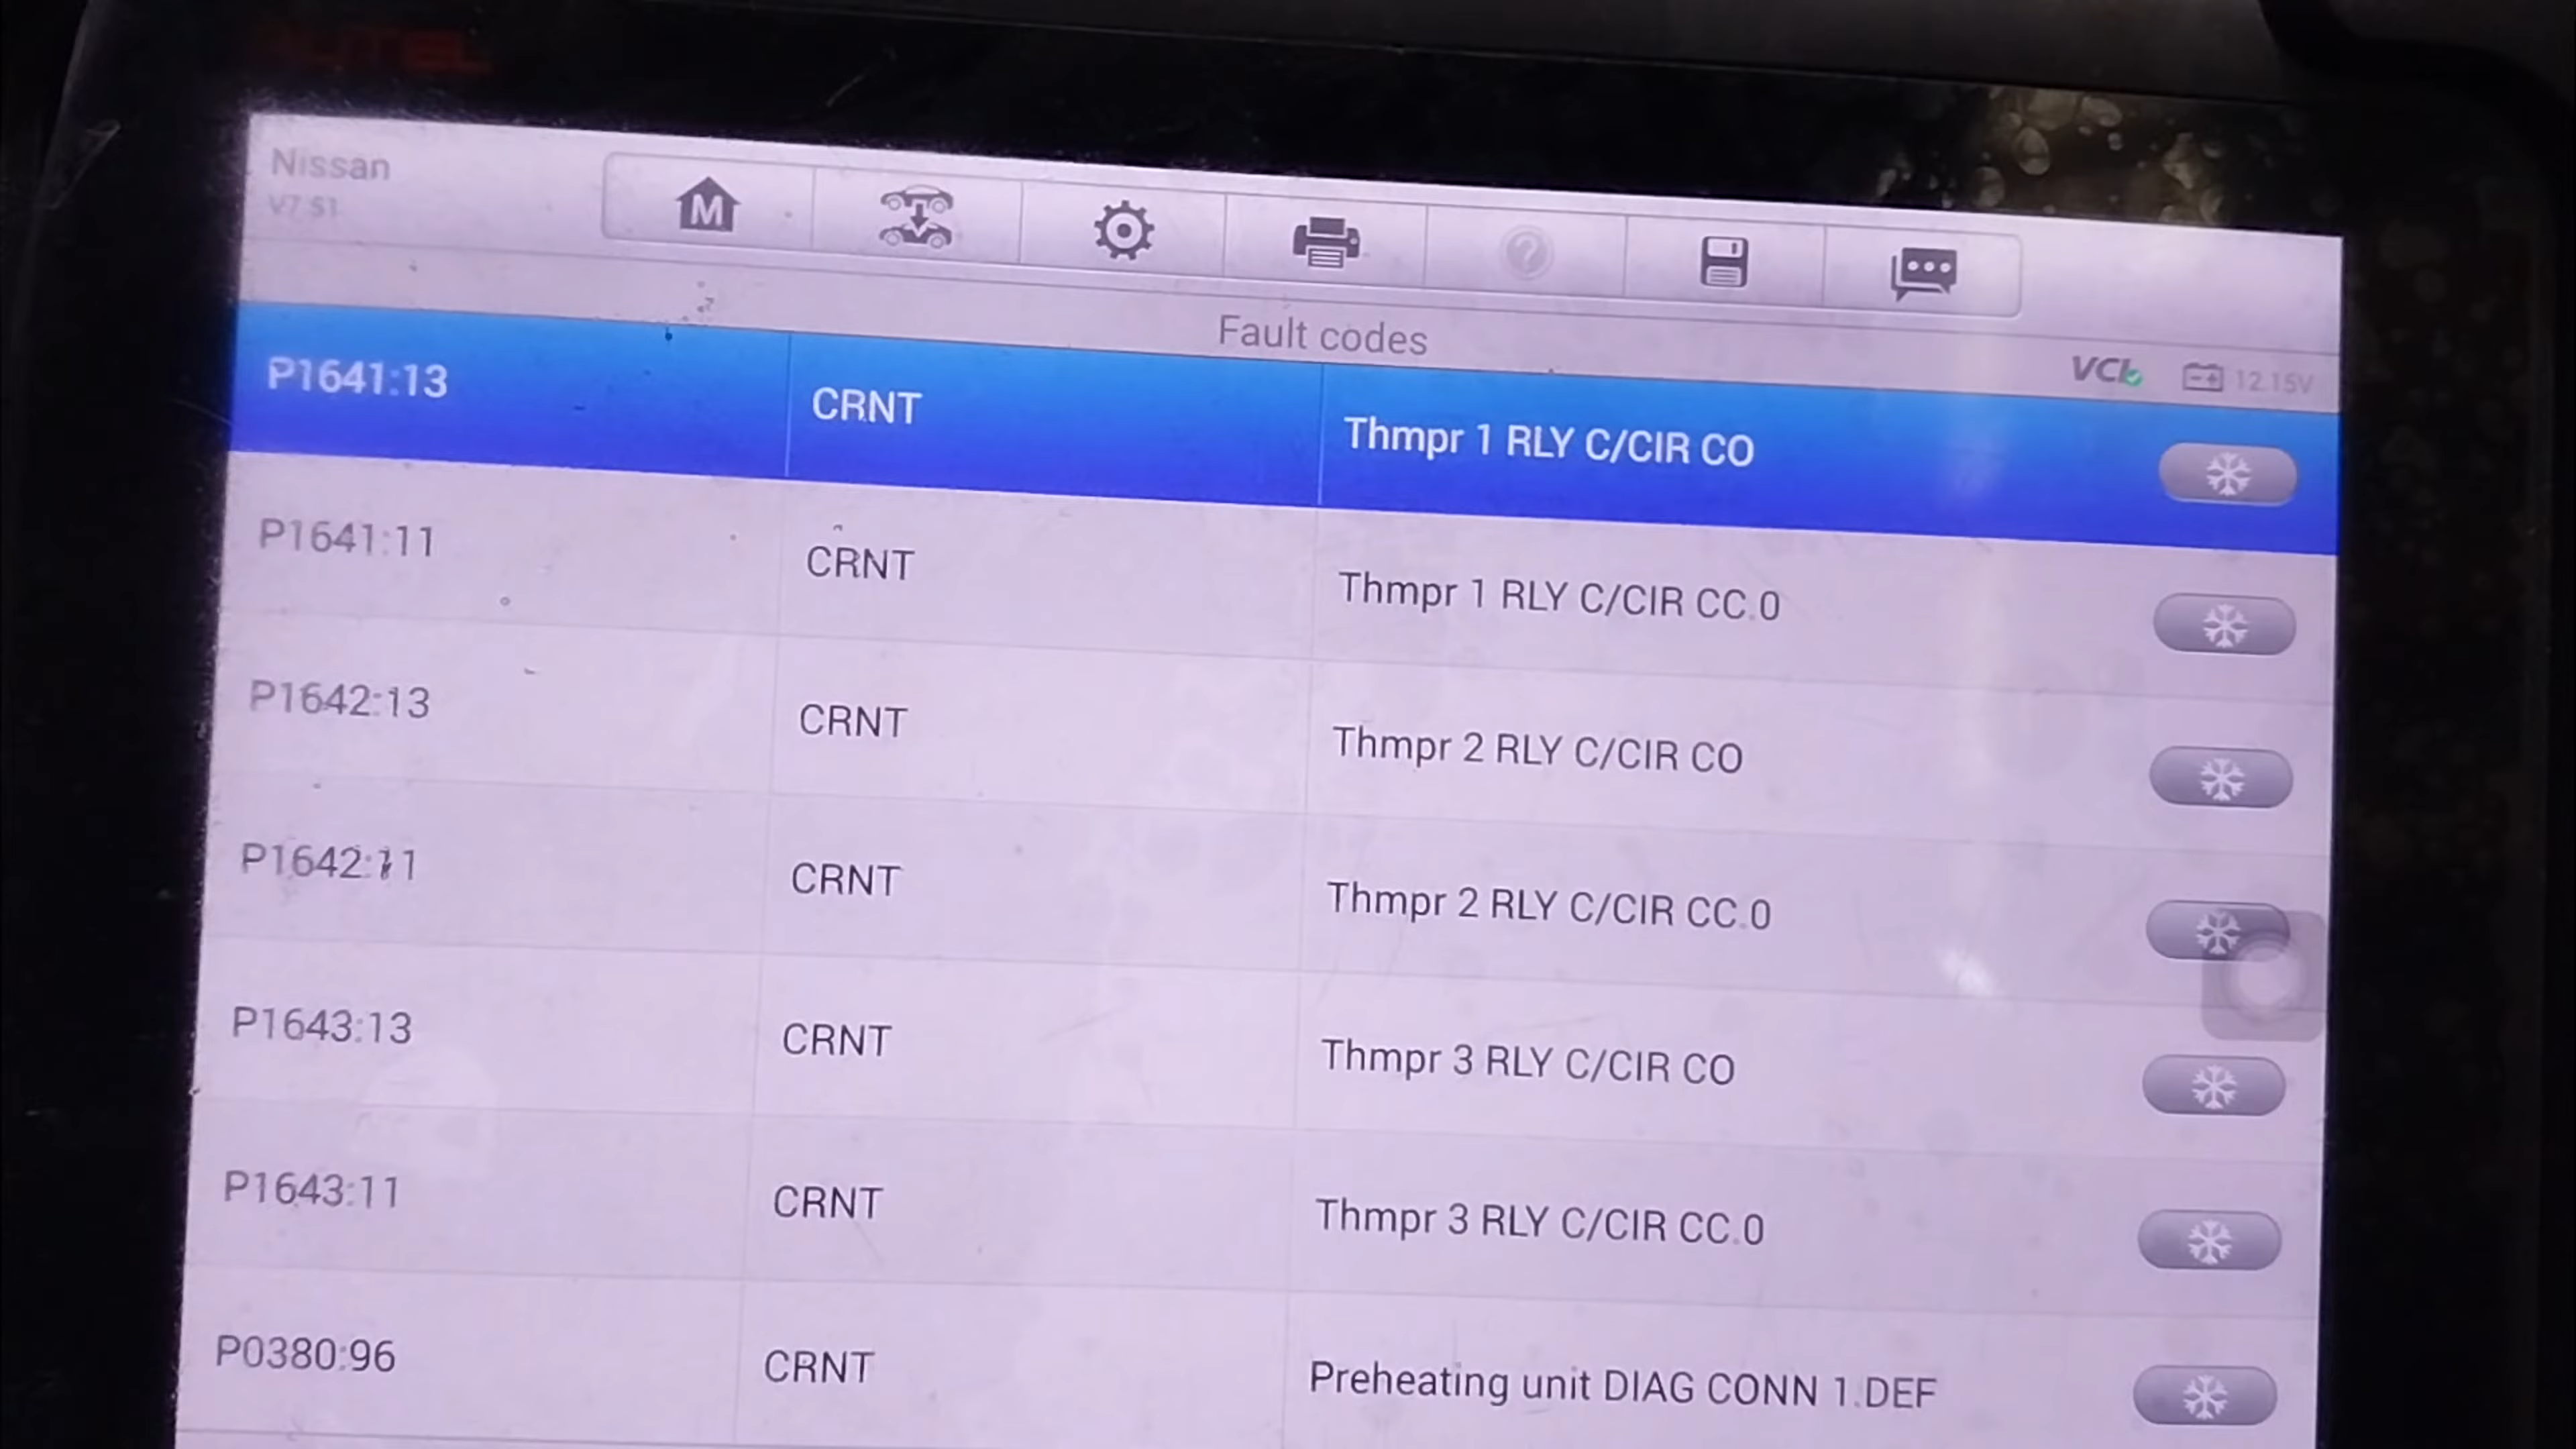 AUTEL
Nissan
V7.51
M
Fault codes
VCI 12.15V
P1641:13 CRNT Thmpr 1 RLY C/CIR CO
P1641:11 CRNT Thmpr 1 RLY C/CIR CC.0
P1642:13 CRNT Thmpr 2 RLY C/CIR CO
P1642:11 CRNT Thmpr 2 RLY C/CIR CC.0
P1643:13 CRNT Thmpr 3 RLY C/CIR CO
P1643:11 CRNT Thmpr 3 RLY C/CIR CC.0
P0380:96 CRNT Preheating unit DIAG CONN 1.DEF